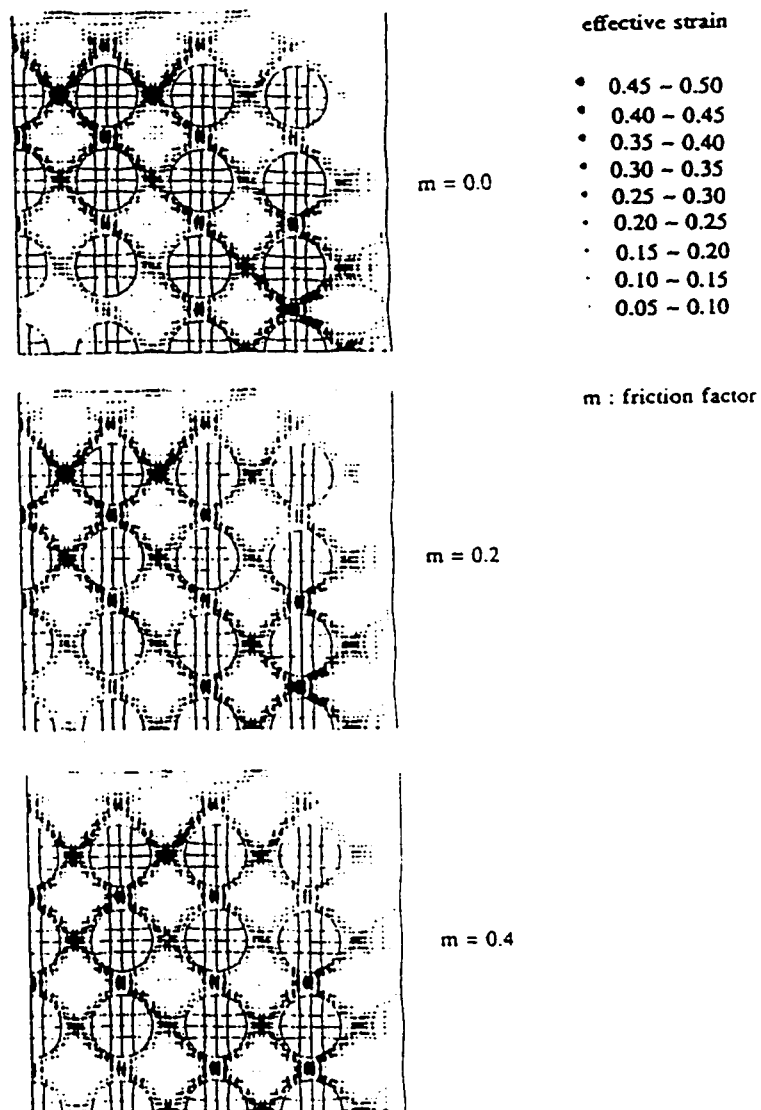 effective strain
0.45 ~ 0.50
0.40 ~ 0.45
0.35 ~ 0.40
0.30 ~ 0.35
0.25 ~ 0.30
0.20 ~ 0.25
0.15 ~ 0.20
0.10 ~ 0.15
0.05 ~ 0.10
m = 0.0
m : friction factor
m = 0.2
m = 0.4